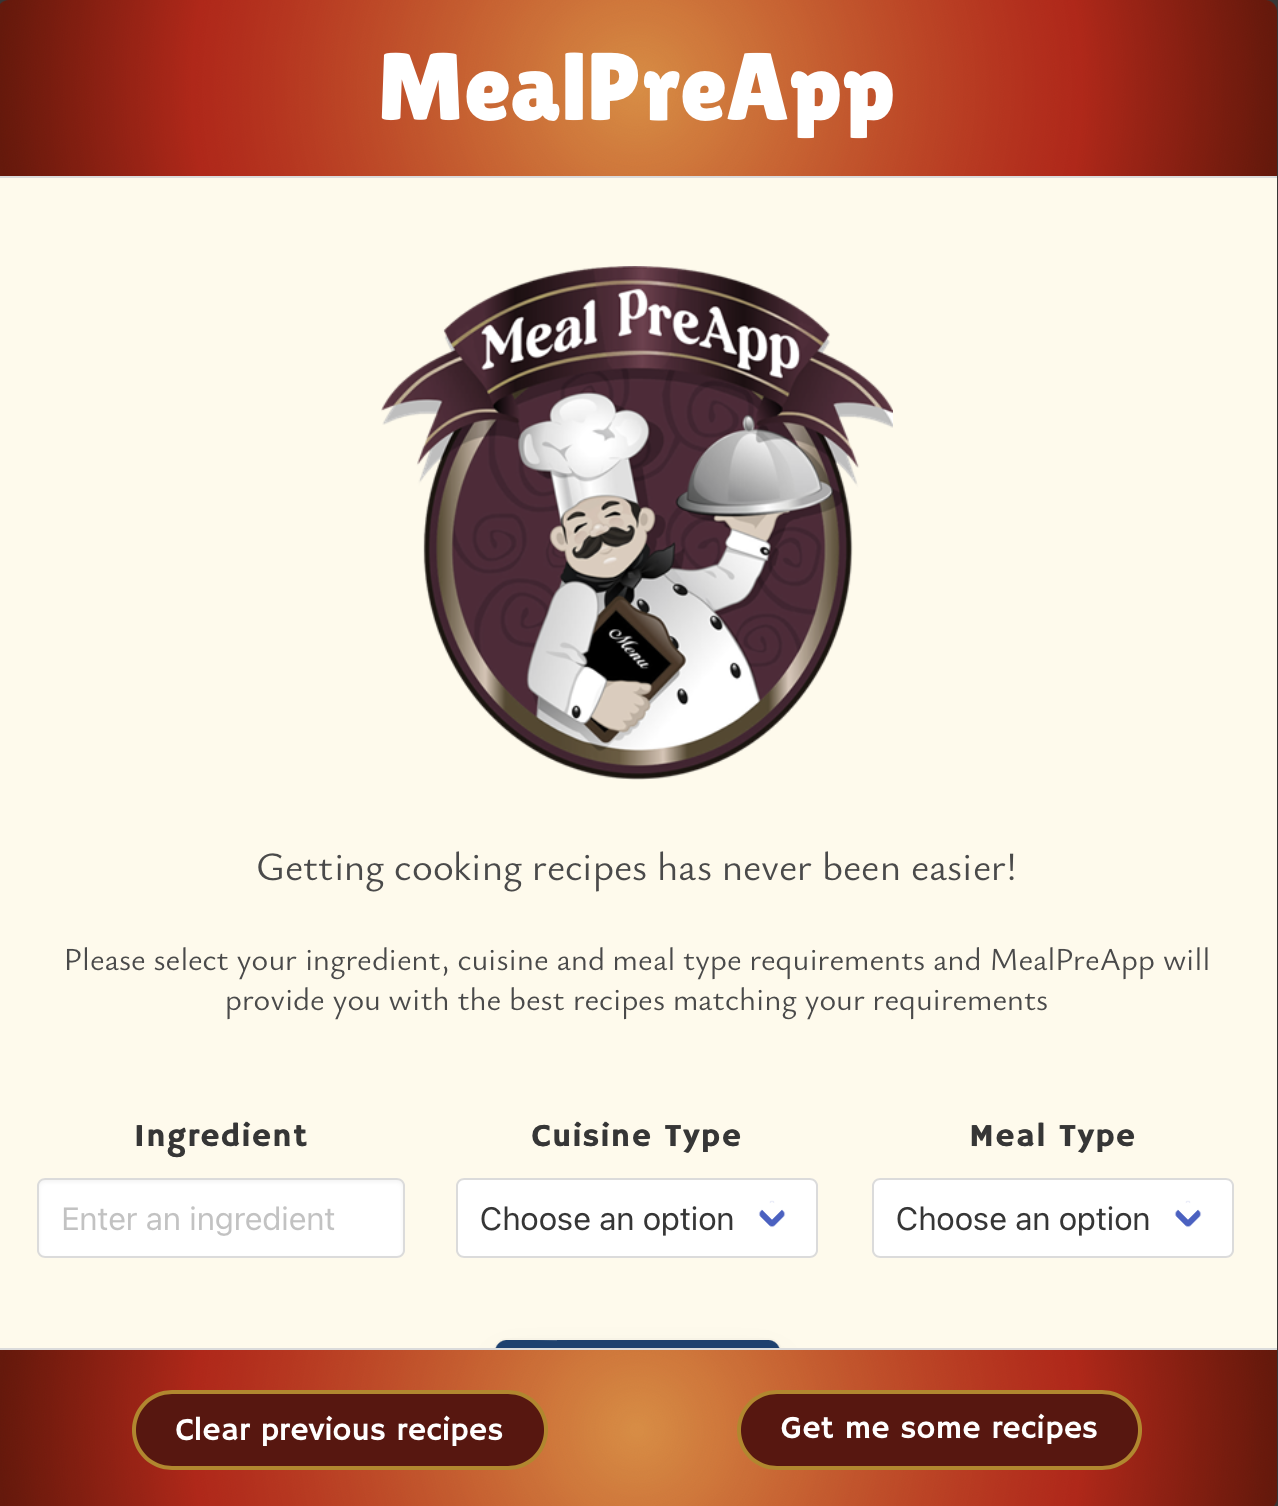 MealPreApp
Meal PreApp
Menu
Getting cooking recipes has never been easier!
Please select your ingredient, cuisine and meal type requirements and MealPreApp will
provide you with the best recipes matching your requirements
Ingredient
Cuisine Type
Meal Type
Enter an ingredient
Choose an option
Choose an option
Clear previous recipes
Get me some recipes